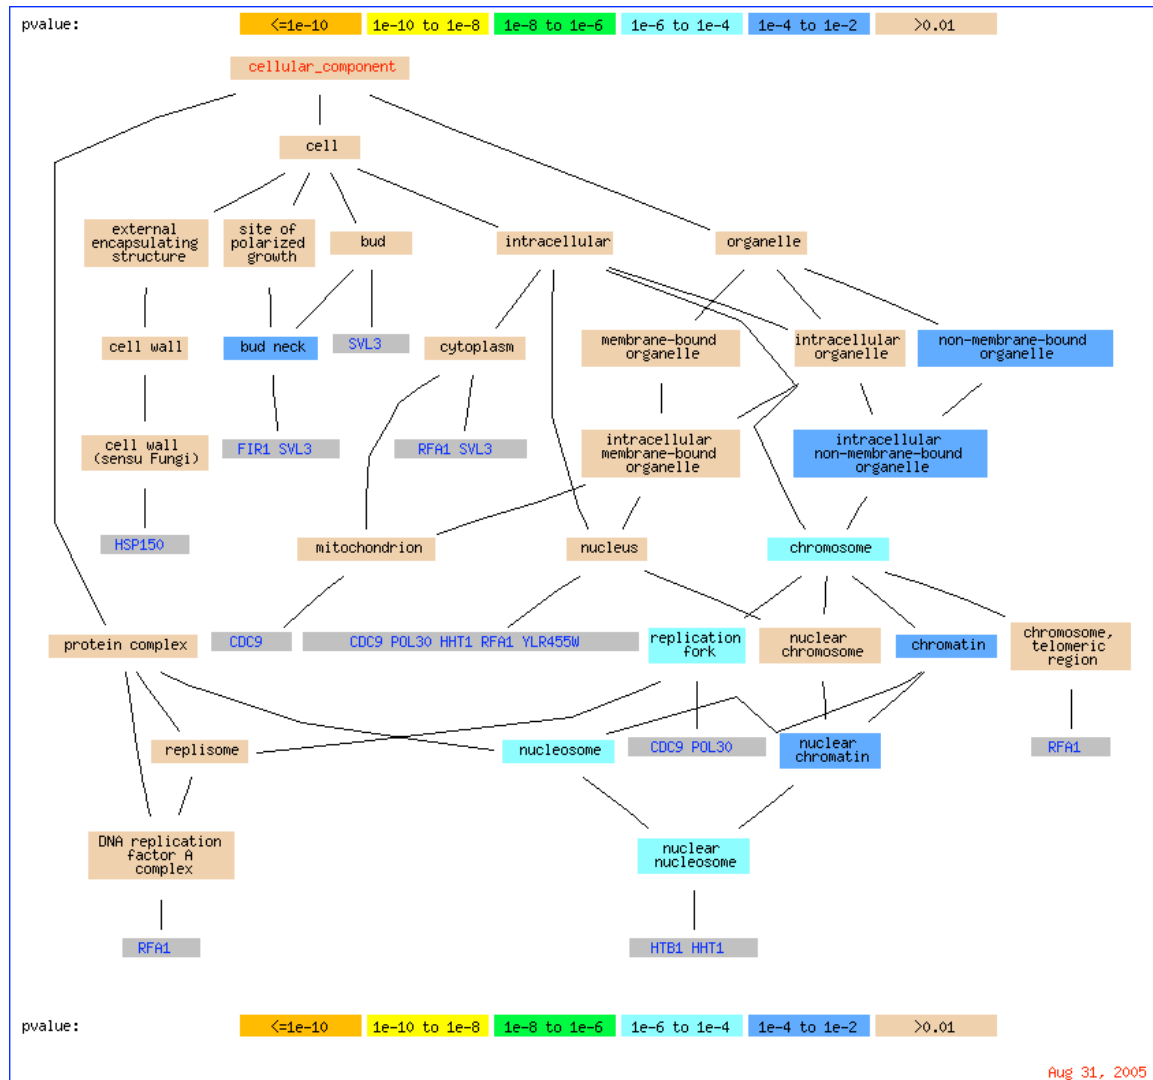 pvalue: <=1e-10 1e-10 to 1e-8 1e-8 to 1e-6 1e-6 to 1e-4 1e-4 to 1e-2 >0.01
cellular_component
cell
external
encapsulating
structure
site of
polarized
growth
bud
intracellular
organelle
cell wall
bud neck
SVL3
cytoplasm
membrane-bound
organelle
intracellular
organelle
non-membrane-bound
organelle
cell wall
(sensu Fungi)
FIR1 SVL3
RFA1 SVL3
intracellular
membrane-bound
organelle
intracellular
non-membrane-bound
organelle
HSP150
mitochondrion
nucleus
chromosome
protein complex
CDC9
CDC9 POL30 HHT1 RFA1 YLR455W
replication
fork
nuclear
chromosome
chromatin
chromosome,
telomeric
region
replisome
nucleosome
CDC9 POL30
nuclear
chromatin
RFA1
DNA replication
factor A
complex
nuclear
nucleosome
RFA1
HTB1 HHT1
pvalue: <=1e-10 1e-10 to 1e-8 1e-8 to 1e-6 1e-6 to 1e-4 1e-4 to 1e-2 >0.01
Aug 31, 2005